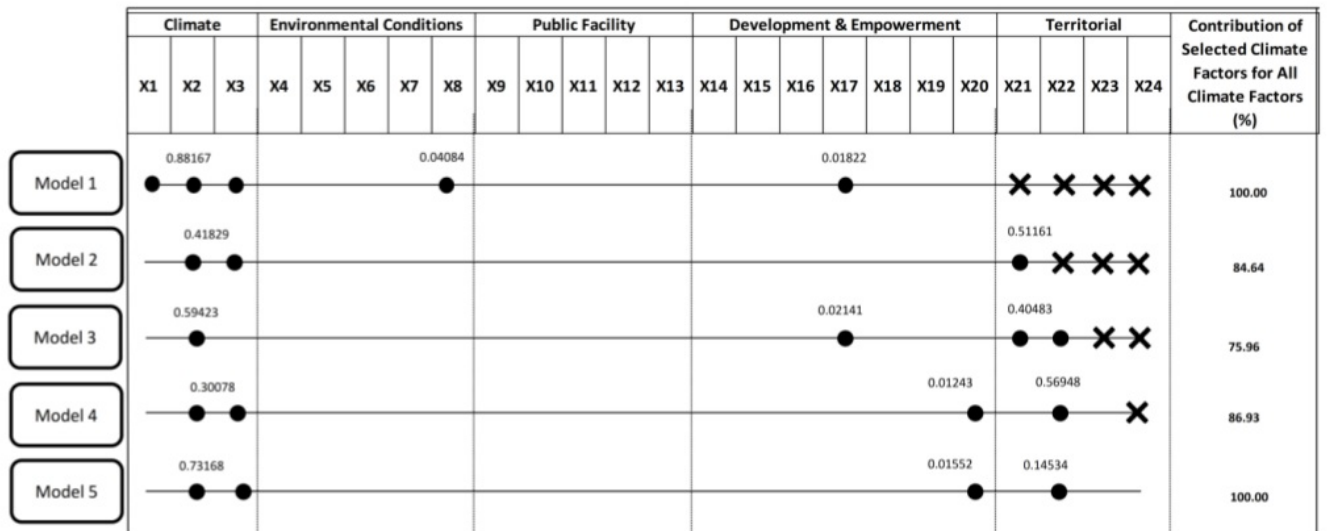 Climate Environmental Conditions Public Facility Development & Empowerment Territorial Contribution of
Selected Climate
Factors for All
Climate Factors
(%)
X1 X2 X3 X4 X5 X6 X7 X8 X9 X10 X11 X12 X13 X14 X15 X16 X17 X18 X19 X20 X21 X22 X23 X24
0.88167 0.04084 0.01822
Model 1 100.00
0.41829 0.51161
Model 2 84.64
0.59423 0.02141 0.40483
Model 3 75.96
0.30078 0.01243 0.56948
Model 4 86.93
0.73168 0.01552 0.14534
Model 5 100.00